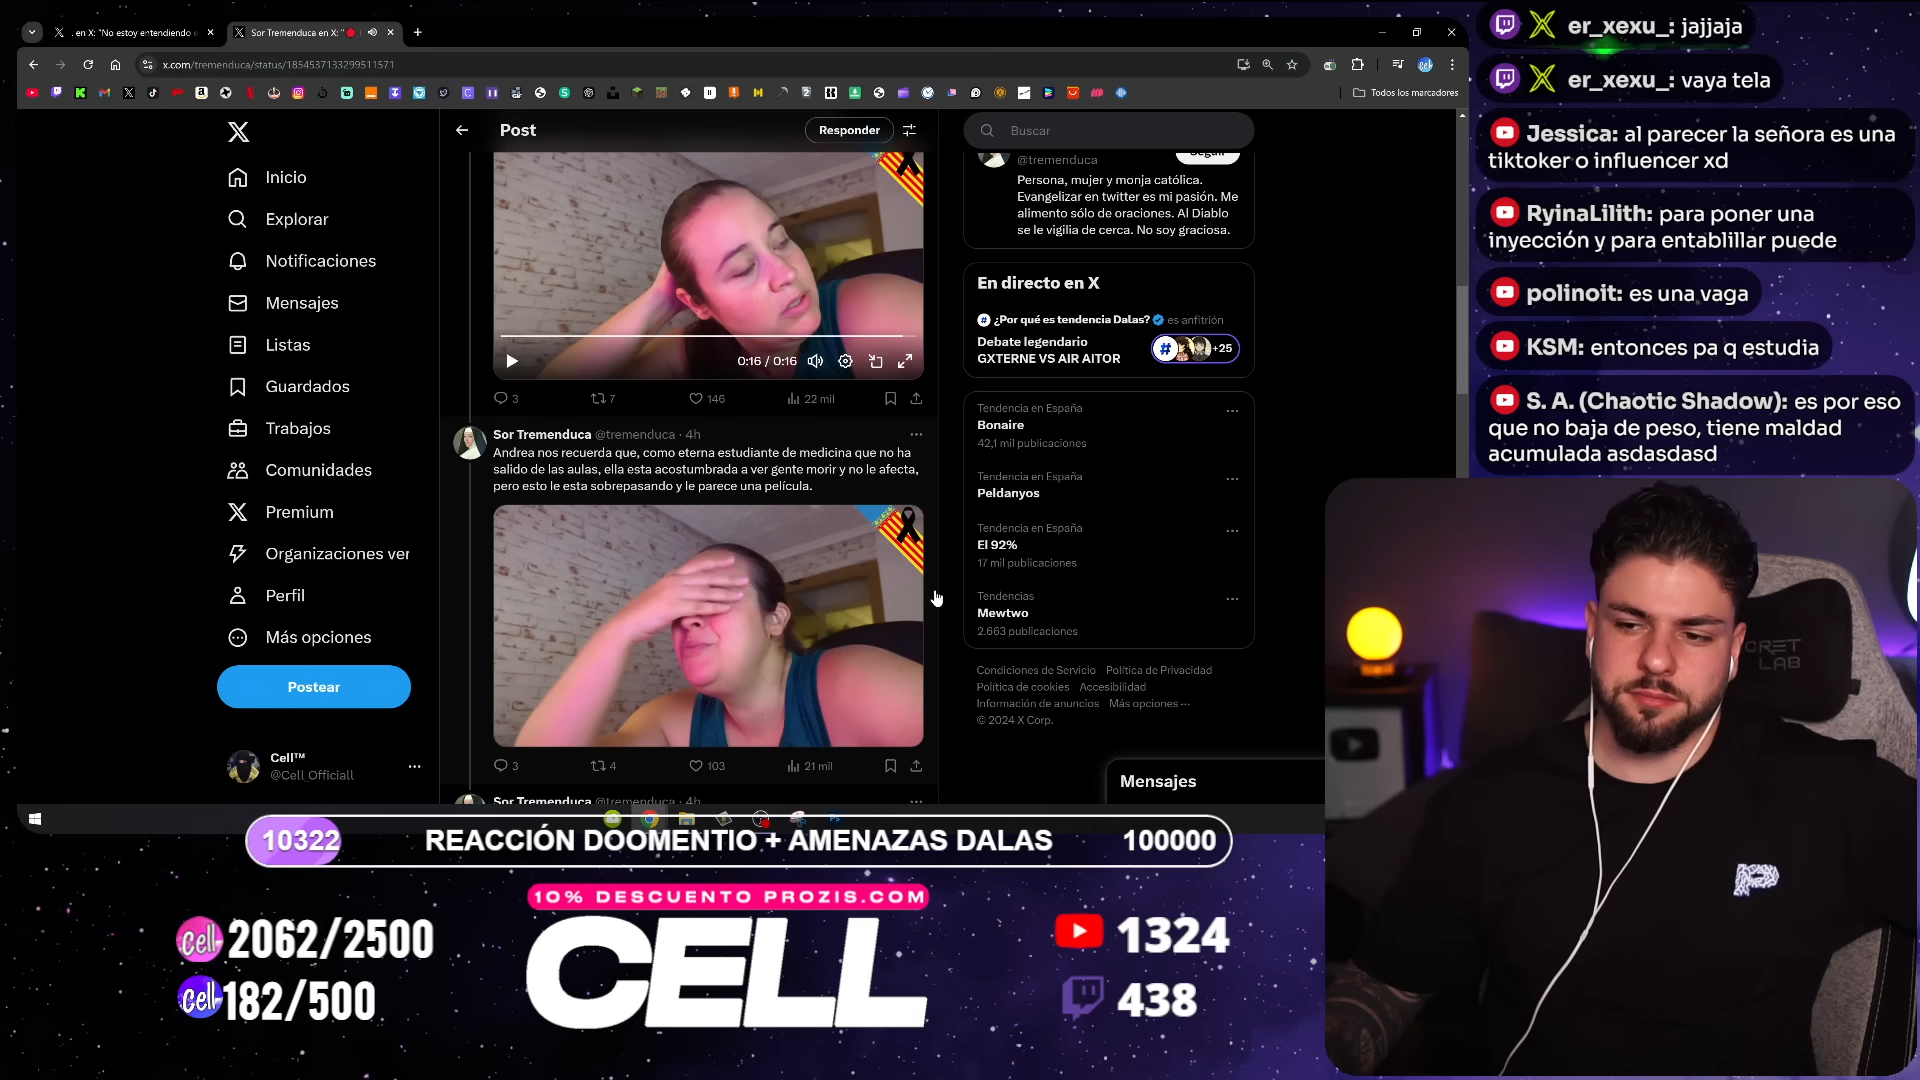 . en X: "No estoy entendiendo e
Sor Tremenduca en X: "
x.com/tremenduca/status/1854537133299511571
Todos los marcadores
Inicio
Explorar
Notificaciones
Mensajes
Listas
Guardados
Trabajos
Comunidades
Premium
Organizaciones ver
Perfil
Más opciones
Postear
Cell™
@Cell_Officiall
Post
Responder
0:16 / 0:16
3
7
146
22 mil
Sor Tremenduca @tremenduca · 4h
Andrea nos recuerda que, como eterna estudiante de medicina que no ha
salido de las aulas, ella esta acostumbrada a ver gente morir y no le afecta,
pero esto le esta sobrepasando y le parece una película.
3
4
103
21 mil
Sor Tremenduca @tremenduca · 4h
Buscar
@tremenduca
Seguir
Persona, mujer y monja católica.
Evangelizar en twitter es mi pasión. Me
alimento sólo de oraciones. Al Diablo
se le vigilia de cerca. No soy graciosa.
En directo en X
¿Por qué es tendencia Dalas? es anfitrión
Debate legendario
GXTERNE VS AIR AITOR
+25
Tendencia en España
Bonaire
42,1 mil publicaciones
Tendencia en España
Peldanyos
Tendencia en España
El 92%
17 mil publicaciones
Tendencias
Mewtwo
2.663 publicaciones
Condiciones de Servicio Política de Privacidad
Política de cookies Accesibilidad
Información de anuncios Más opciones ···
© 2024 X Corp.
Mensajes
er_xexu_: jajjaja
er_xexu_: vaya tela
Jessica: al parecer la señora es una
tiktoker o influencer xd
RyinaLilith: para poner una
inyección y para entablillar puede
polinoit: es una vaga
KSM: entonces pa q estudia
S. A. (Chaotic Shadow): es por eso
que no baja de peso, tiene maldad
acumulada asdasdasd
CRET
LAB
10322 REACCIÓN DOOMENTIO + AMENAZAS DALAS 100000
10% DESCUENTO PROZIS.COM
CELL
cell 2062/2500
cell 182/500
1324
438